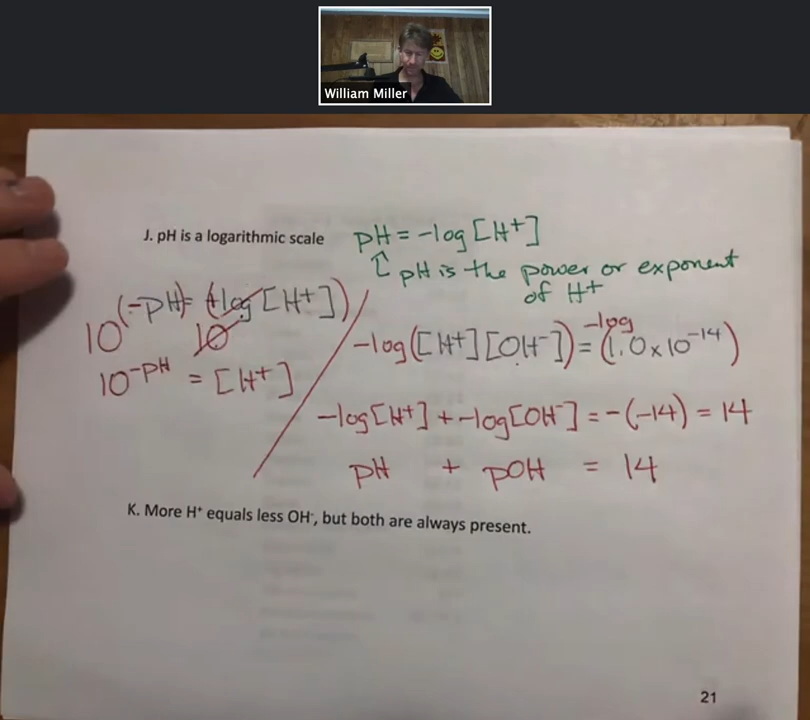 William Miller
J. pH is a logarithmic scale
pH = -log [H+]
pH is the power or exponent
of H+
10^(-pH) = 10^(+log [H+])
10^-pH = [H+]
-log([H+][OH-]) = -log(1.0 x 10^-14)
-log[H+] + -log[OH-] = -(-14) = 14
pH + pOH = 14
K. More H+ equals less OH-, but both are always present.
21